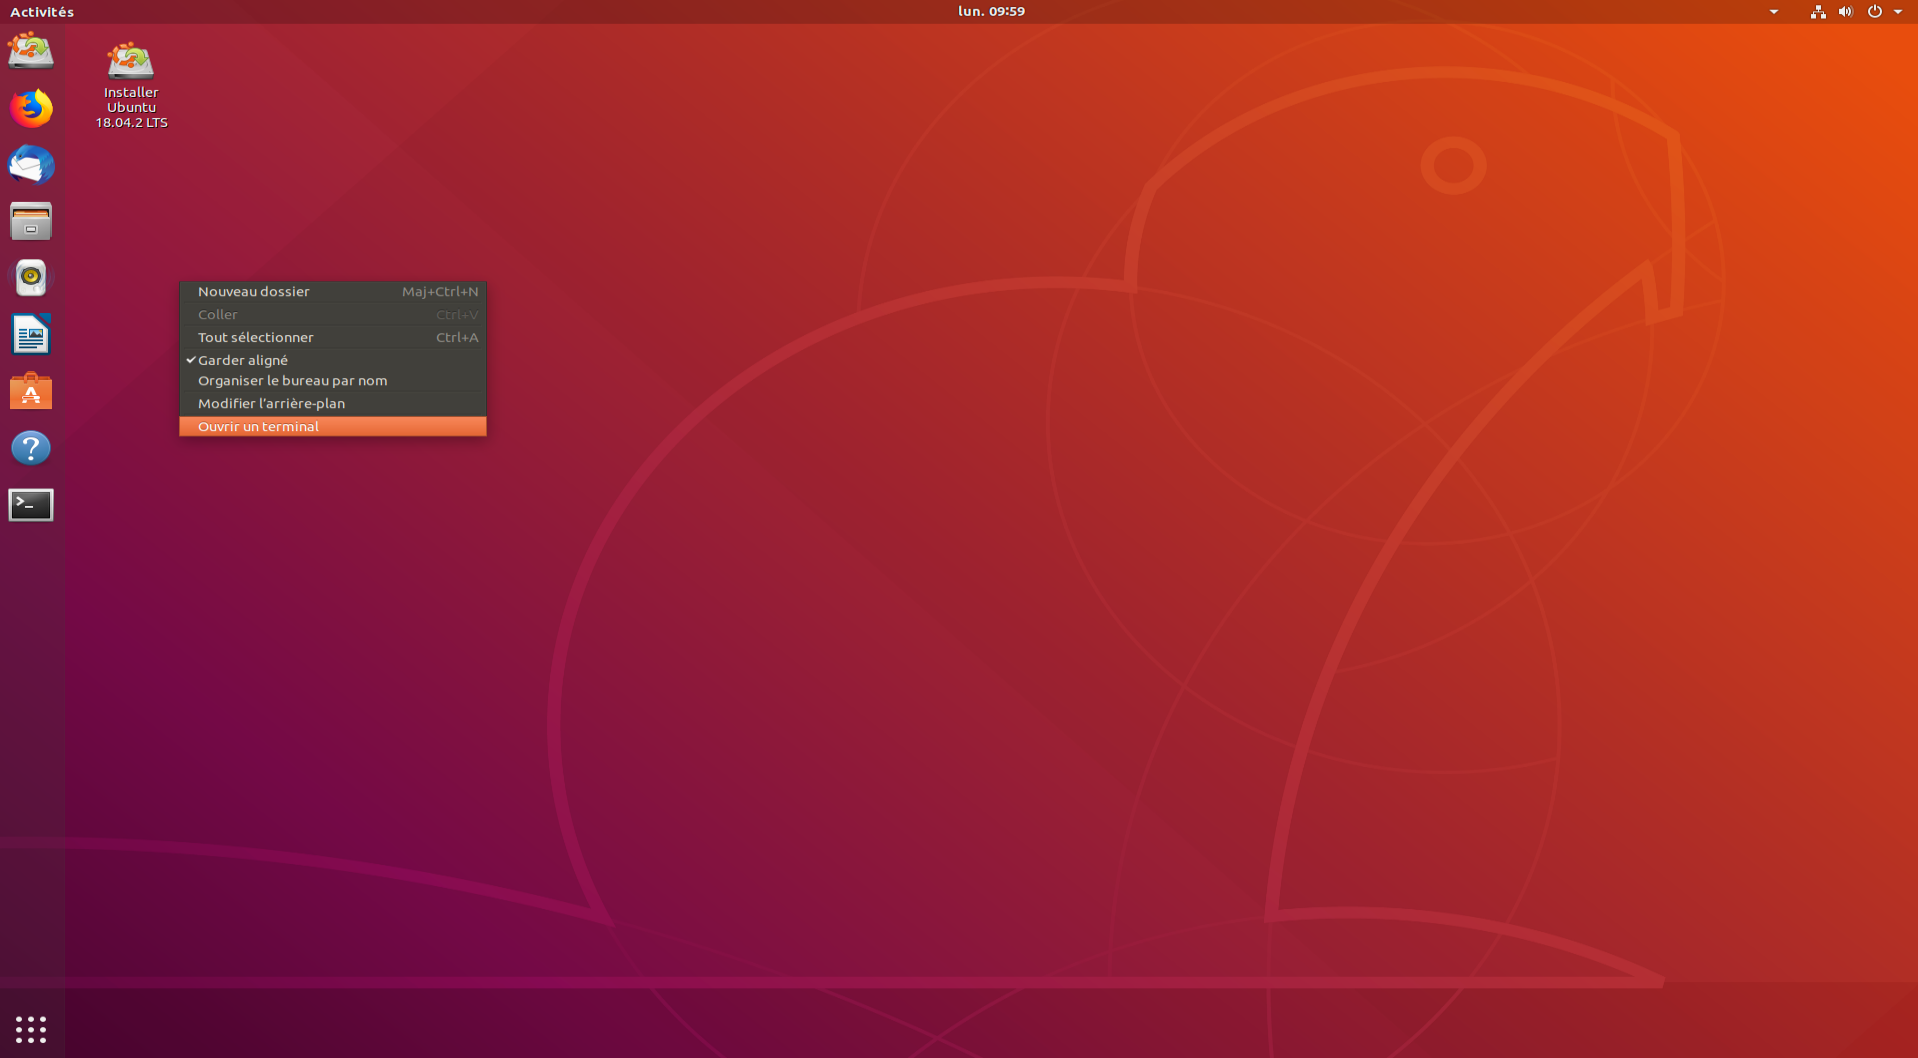 Activités
lun. 09:59
Installer
Ubuntu
18.04.2 LTS
Nouveau dossier Maj+Ctrl+N
Coller Ctrl+V
Tout sélectionner Ctrl+A
Garder aligné
Organiser le bureau par nom
Modifier l'arrière-plan
Ouvrir un terminal